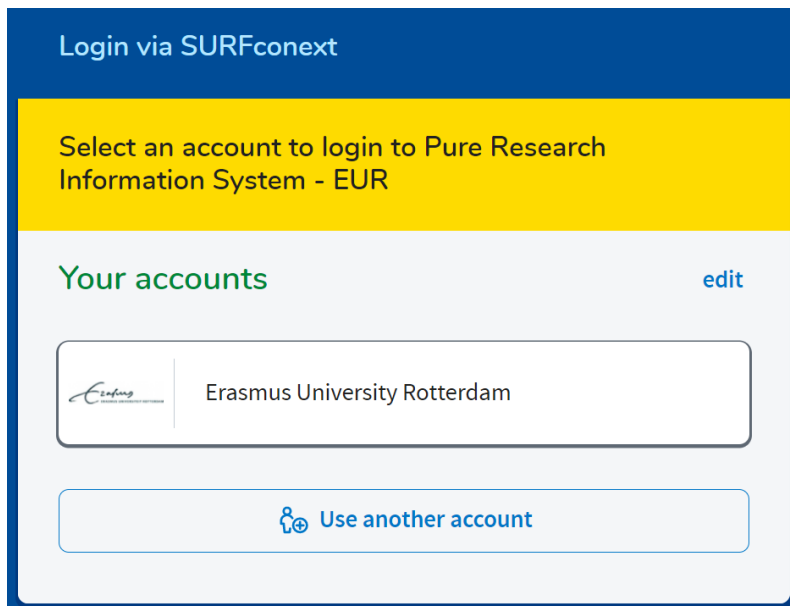 Login via SURFconext
Select an account to login to Pure Research
Information System - EUR
Your accounts
edit
Erasmus University Rotterdam
Use another account